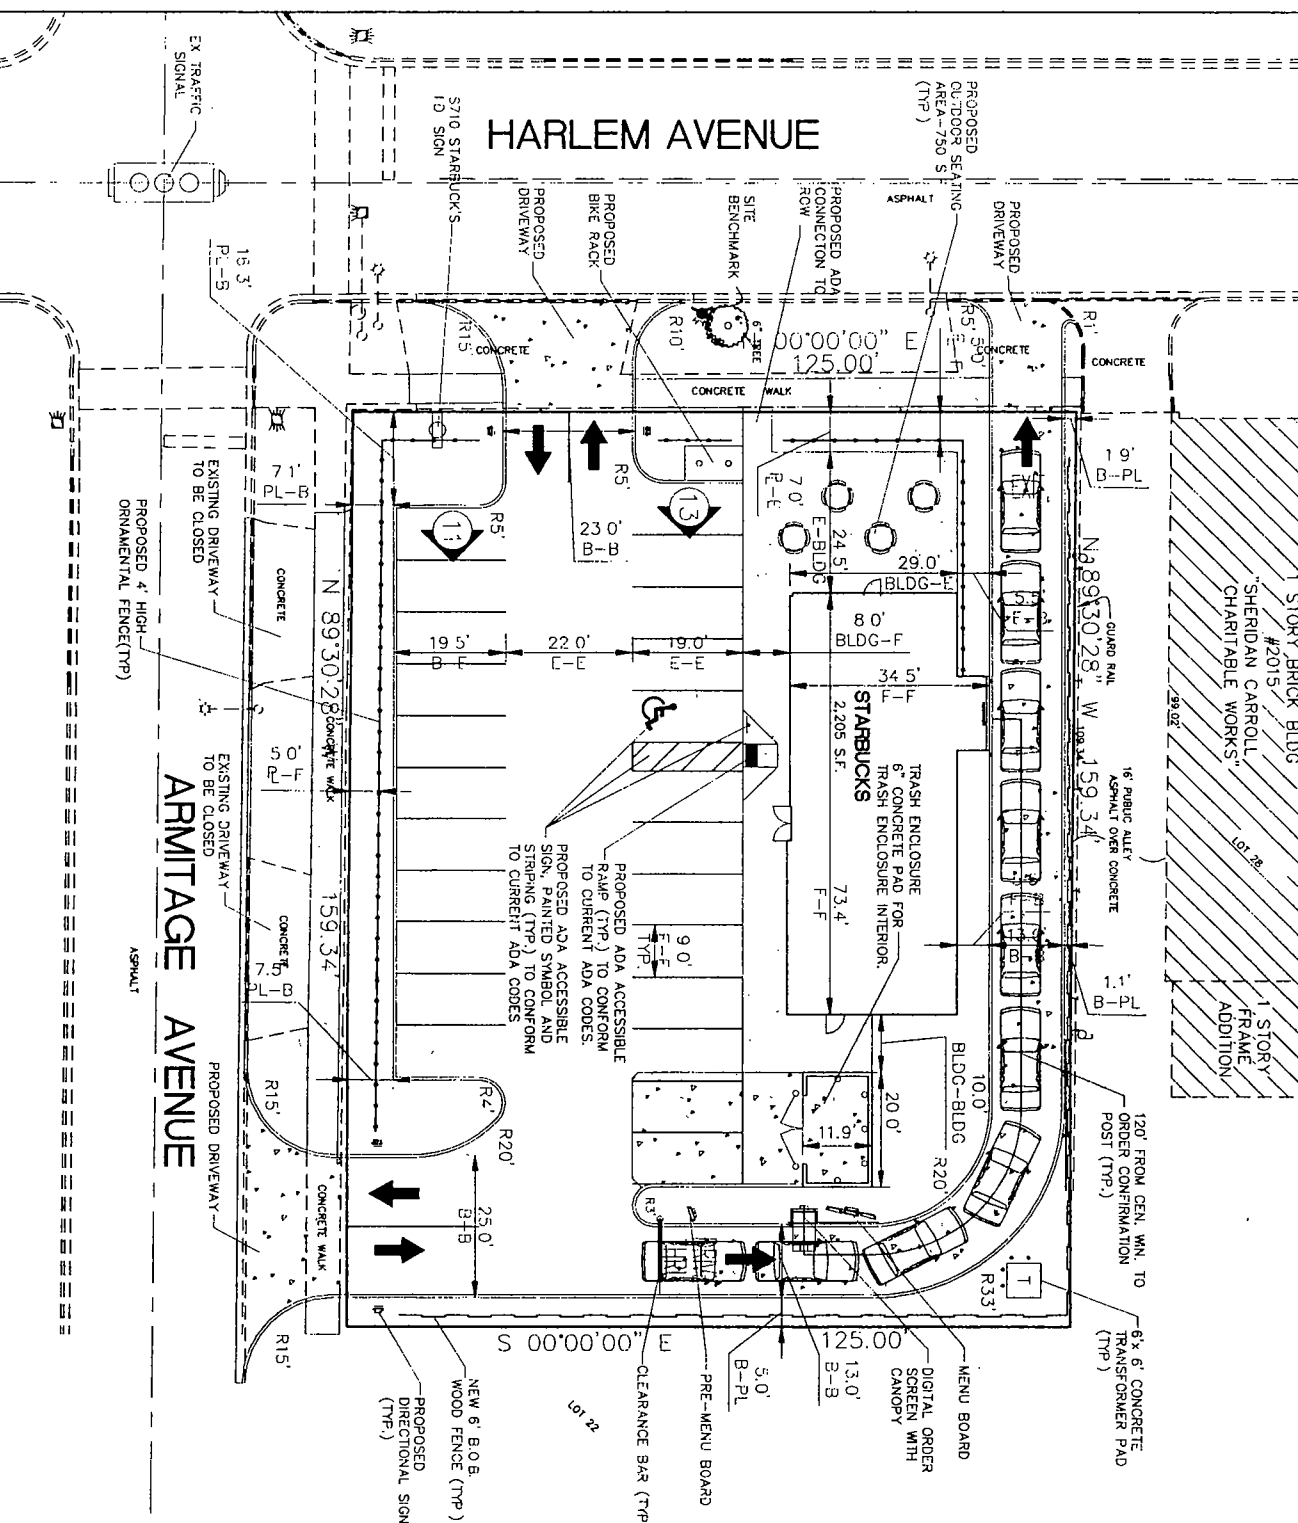 HARLEM AVENUE
EX TRAFFIC
SIGNAL
S710 STARBUCK'S
I D SIGN
PROPOSED
DRIVEWAY
PROPOSED
BIKE RACK
SITE
BENCHMARK
PROPOSED ADA
CONNECTON TO
ROW
PROPOSED
OUTDOOR SEATING
AREA-750 S F
(TYP )
ASPHALT
PROPOSED
DRIVEWAY
16 3'
PL-B
R15'
CONCRETE
R10'
6" TREE
00°00'00" E
125.00'
R5'
5.0'
CONCRETE
R1'
CONCRETE
CONCRETE WALK
1 9'
B-PL
7 1'
PL-B
R5'
R5'
23 0'
B-B
11
13
7 0'
PL-E
24 5'
E-BLDG
29.0'
BLDG-E
8 0'
BLDG-F
34 5'
F-F
N 89°30'28" W 159.34'
GUARD RAIL
1 STORY BRICK BLDG
#2015
"SHERIDAN CARROLL
CHARITABLE WORKS"
99.02'
LOT 28
16' PUBLIC ALLEY
ASPHALT OVER CONCRETE
EXISTING DRIVEWAY
TO BE CLOSED
PROPOSED 4' HIGH
ORNAMENTAL FENCE(TYP)
CONCRETE
N 89°30'28"
159.34'
CONCRETE WALK
19 5'
B-E
22 0'
E-E
19.0'
E-E
STARBUCKS
2,205 S.F.
TRASH ENCLOSURE
6" CONCRETE PAD FOR
TRASH ENCLOSURE INTERIOR.
73.4'
F-F
5 0'
PL-F
EXISTING DRIVEWAY
TO BE CLOSED
ARMITAGE AVENUE
ASPHALT
CONCRETE
7.5'
PL-B
PROPOSED ADA ACCESSIBLE
RAMP (TYP.) TO CONFORM
TO CURRENT ADA CODES.
PROPOSED ADA ACCESSIBLE
SIGN, PAINTED SYMBOL AND
STRIPING (TYP.) TO CONFORM
TO CURRENT ADA CODES
9 0'
F-F
TYP.
1.1'
B-PL
1 STORY
FRAME
ADDITION
BLDG-BLDG
10.0'
20 0'
11.9'
R20'
120' FROM CEN. WN. TO
ORDER CONFIRMATION
POST (TYP.)
PROPOSED DRIVEWAY
R15'
R4'
R20'
CONCRETE WALK
25.0'
B-B
R3'
R33'
T
6'x 6' CONCRETE
TRANSFORMER PAD
(TYP )
R15'
S 00°00'00" E
125.00'
5.0'
B-PL
13.0'
B-B
DIGITAL ORDER
SCREEN WITH
CANOPY
MENU BOARD
PRE-MENU BOARD
CLEARANCE BAR (TYP
LOT 22
NEW 6' B.O.B.
WOOD FENCE (TYP )
PROPOSED
DIRECTIONAL SIGN
(TYP.)